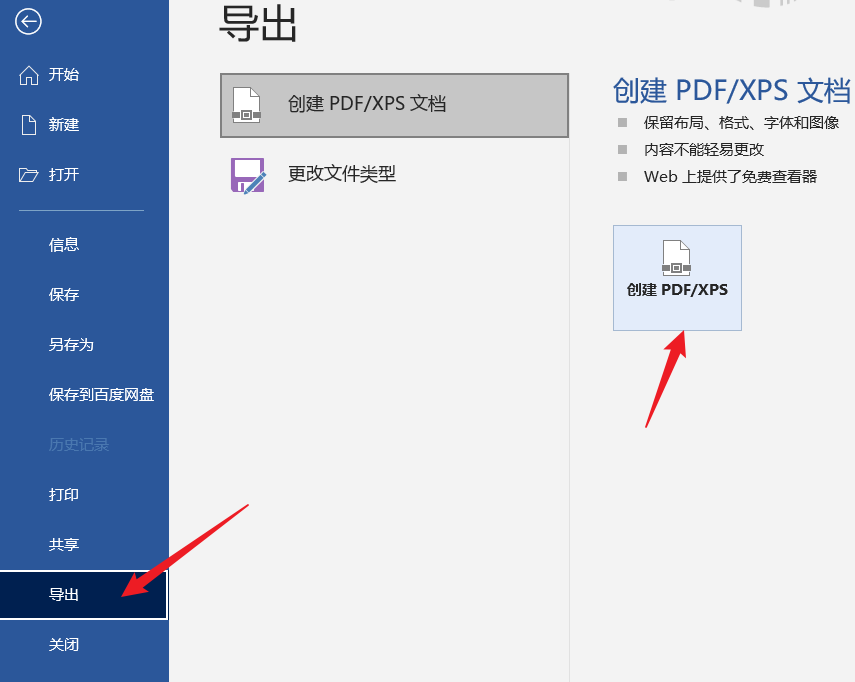 开始
新建
打开
信息
保存
另存为
保存到百度网盘
历史记录
打印
共享
导出
关闭
导出
创建 PDF/XPS 文档
更改文件类型
创建 PDF/XPS 文档
保留布局、格式、字体和图像
内容不能轻易更改
Web 上提供了免费查看器
创建 PDF/XPS